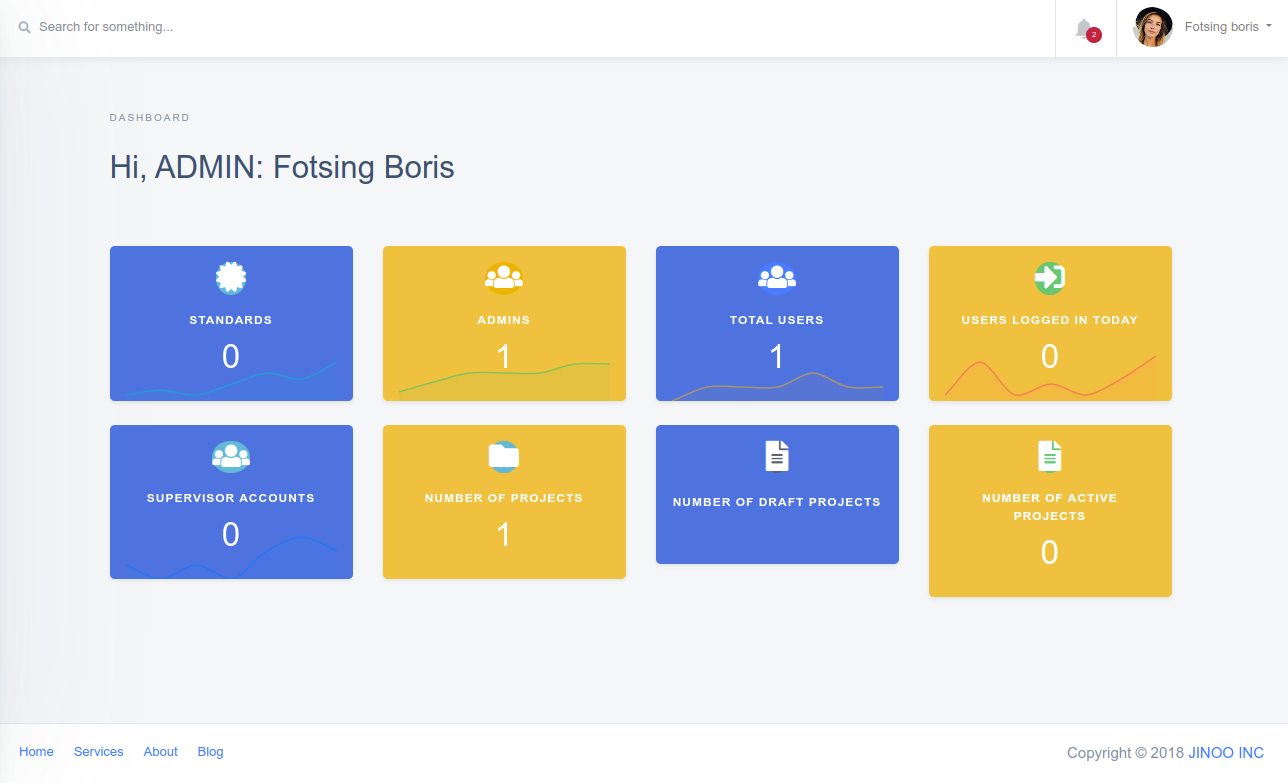 Search for something...
2
Fotsing boris
DASHBOARD
Hi, ADMIN: Fotsing Boris
STANDARDS
0
ADMINS
1
TOTAL USERS
1
USERS LOGGED IN TODAY
0
SUPERVISOR ACCOUNTS
0
NUMBER OF PROJECTS
1
NUMBER OF DRAFT PROJECTS
NUMBER OF ACTIVE
PROJECTS
0
Home Services About Blog
Copyright © 2018 JINOO INC